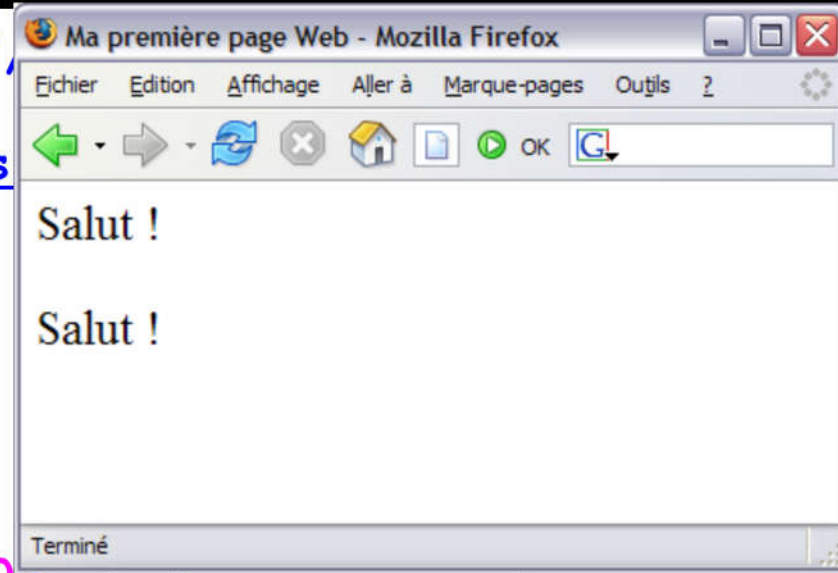 Ma première page Web - Mozilla Firefox
Fichier Edition Affichage Aller à Marque-pages Outils ?
OK G
Salut !
Salut !
Terminé